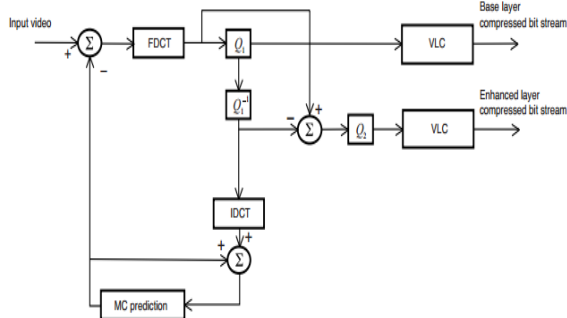 Input video
Base layer
compressed bit stream
+
Σ
−
FDCT
Q₁
VLC
Q₁⁻¹
Enhanced layer
compressed bit stream
−
+
Σ
Q₂
VLC
IDCT
+
+
Σ
MC prediction